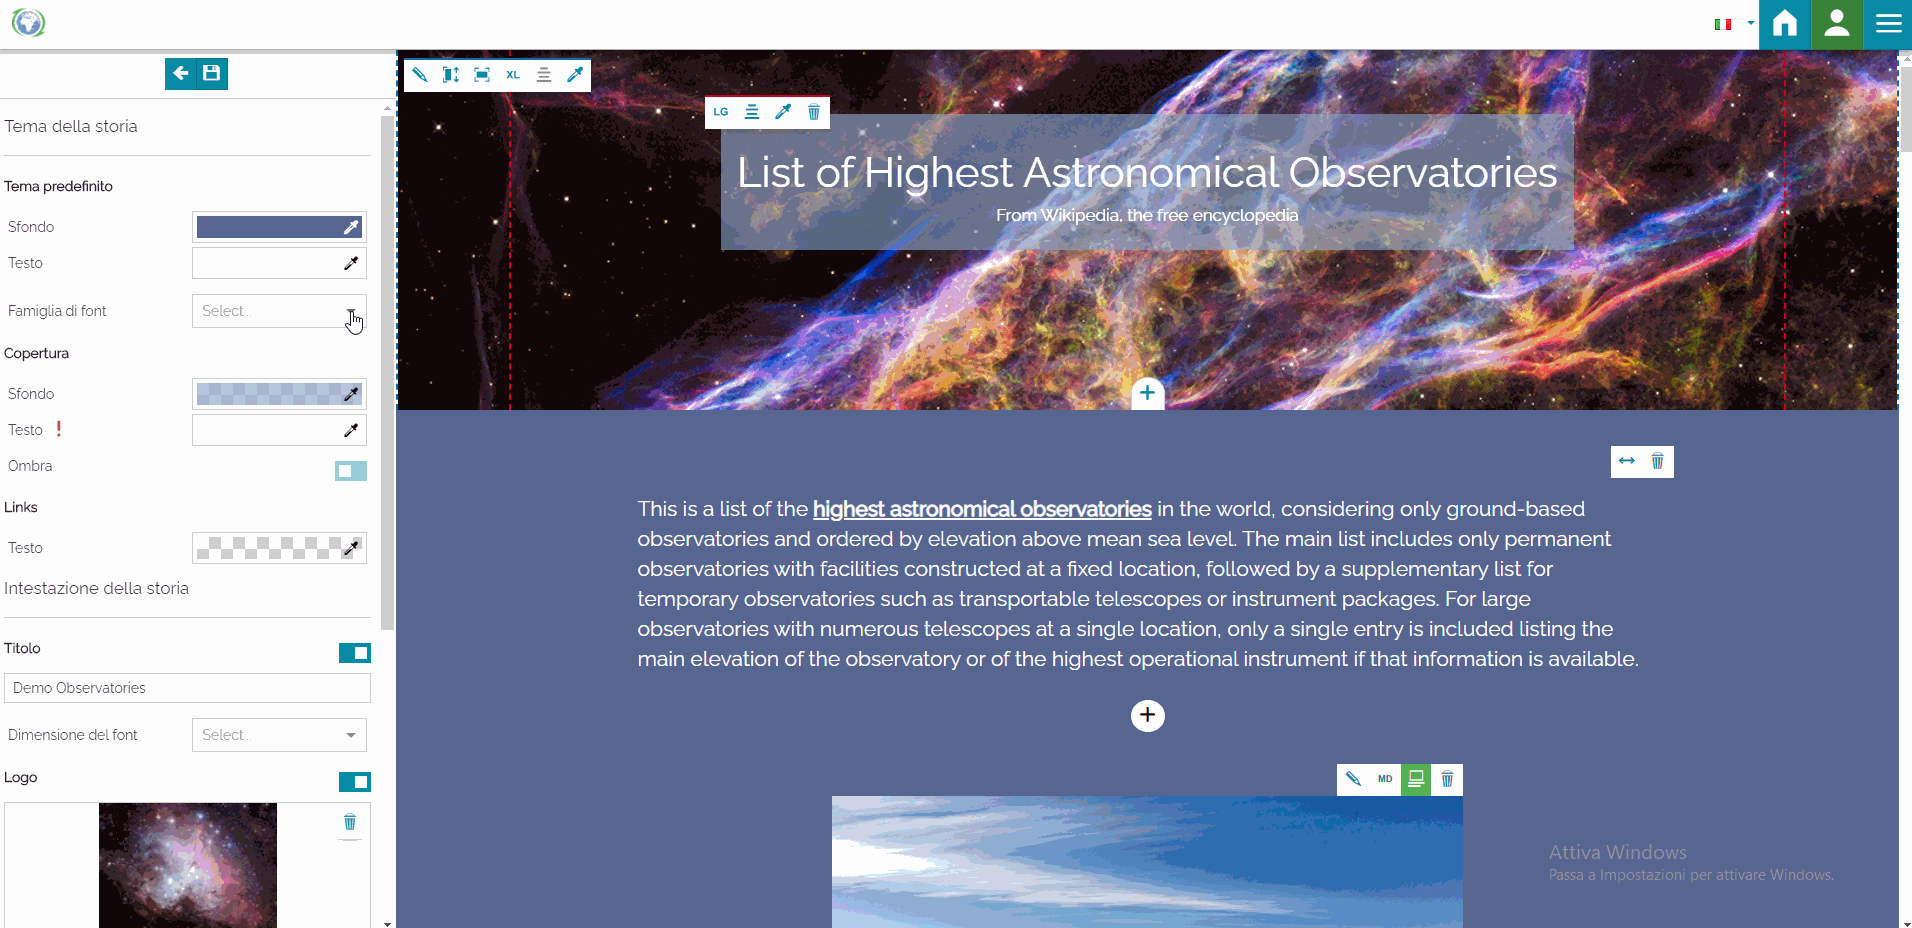 Tema della storia
Tema predefinito
Sfondo
Testo
Famiglia di font
Select...
Copertura
Sfondo
Testo !
Ombra
Links
Testo
Intestazione della storia
Titolo
Demo Observatories
Dimensione del font
Select...
Logo
XL
LG
List of Highest Astronomical Observatories
From Wikipedia, the free encyclopedia
This is a list of the highest astronomical observatories in the world, considering only ground-based
observatories and ordered by elevation above mean sea level. The main list includes only permanent
observatories with facilities constructed at a fixed location, followed by a supplementary list for
temporary observatories such as transportable telescopes or instrument packages. For large
observatories with numerous telescopes at a single location, only a single entry is included listing the
main elevation of the observatory or of the highest operational instrument if that information is available.
MD
Attiva Windows
Passa a Impostazioni per attivare Windows.